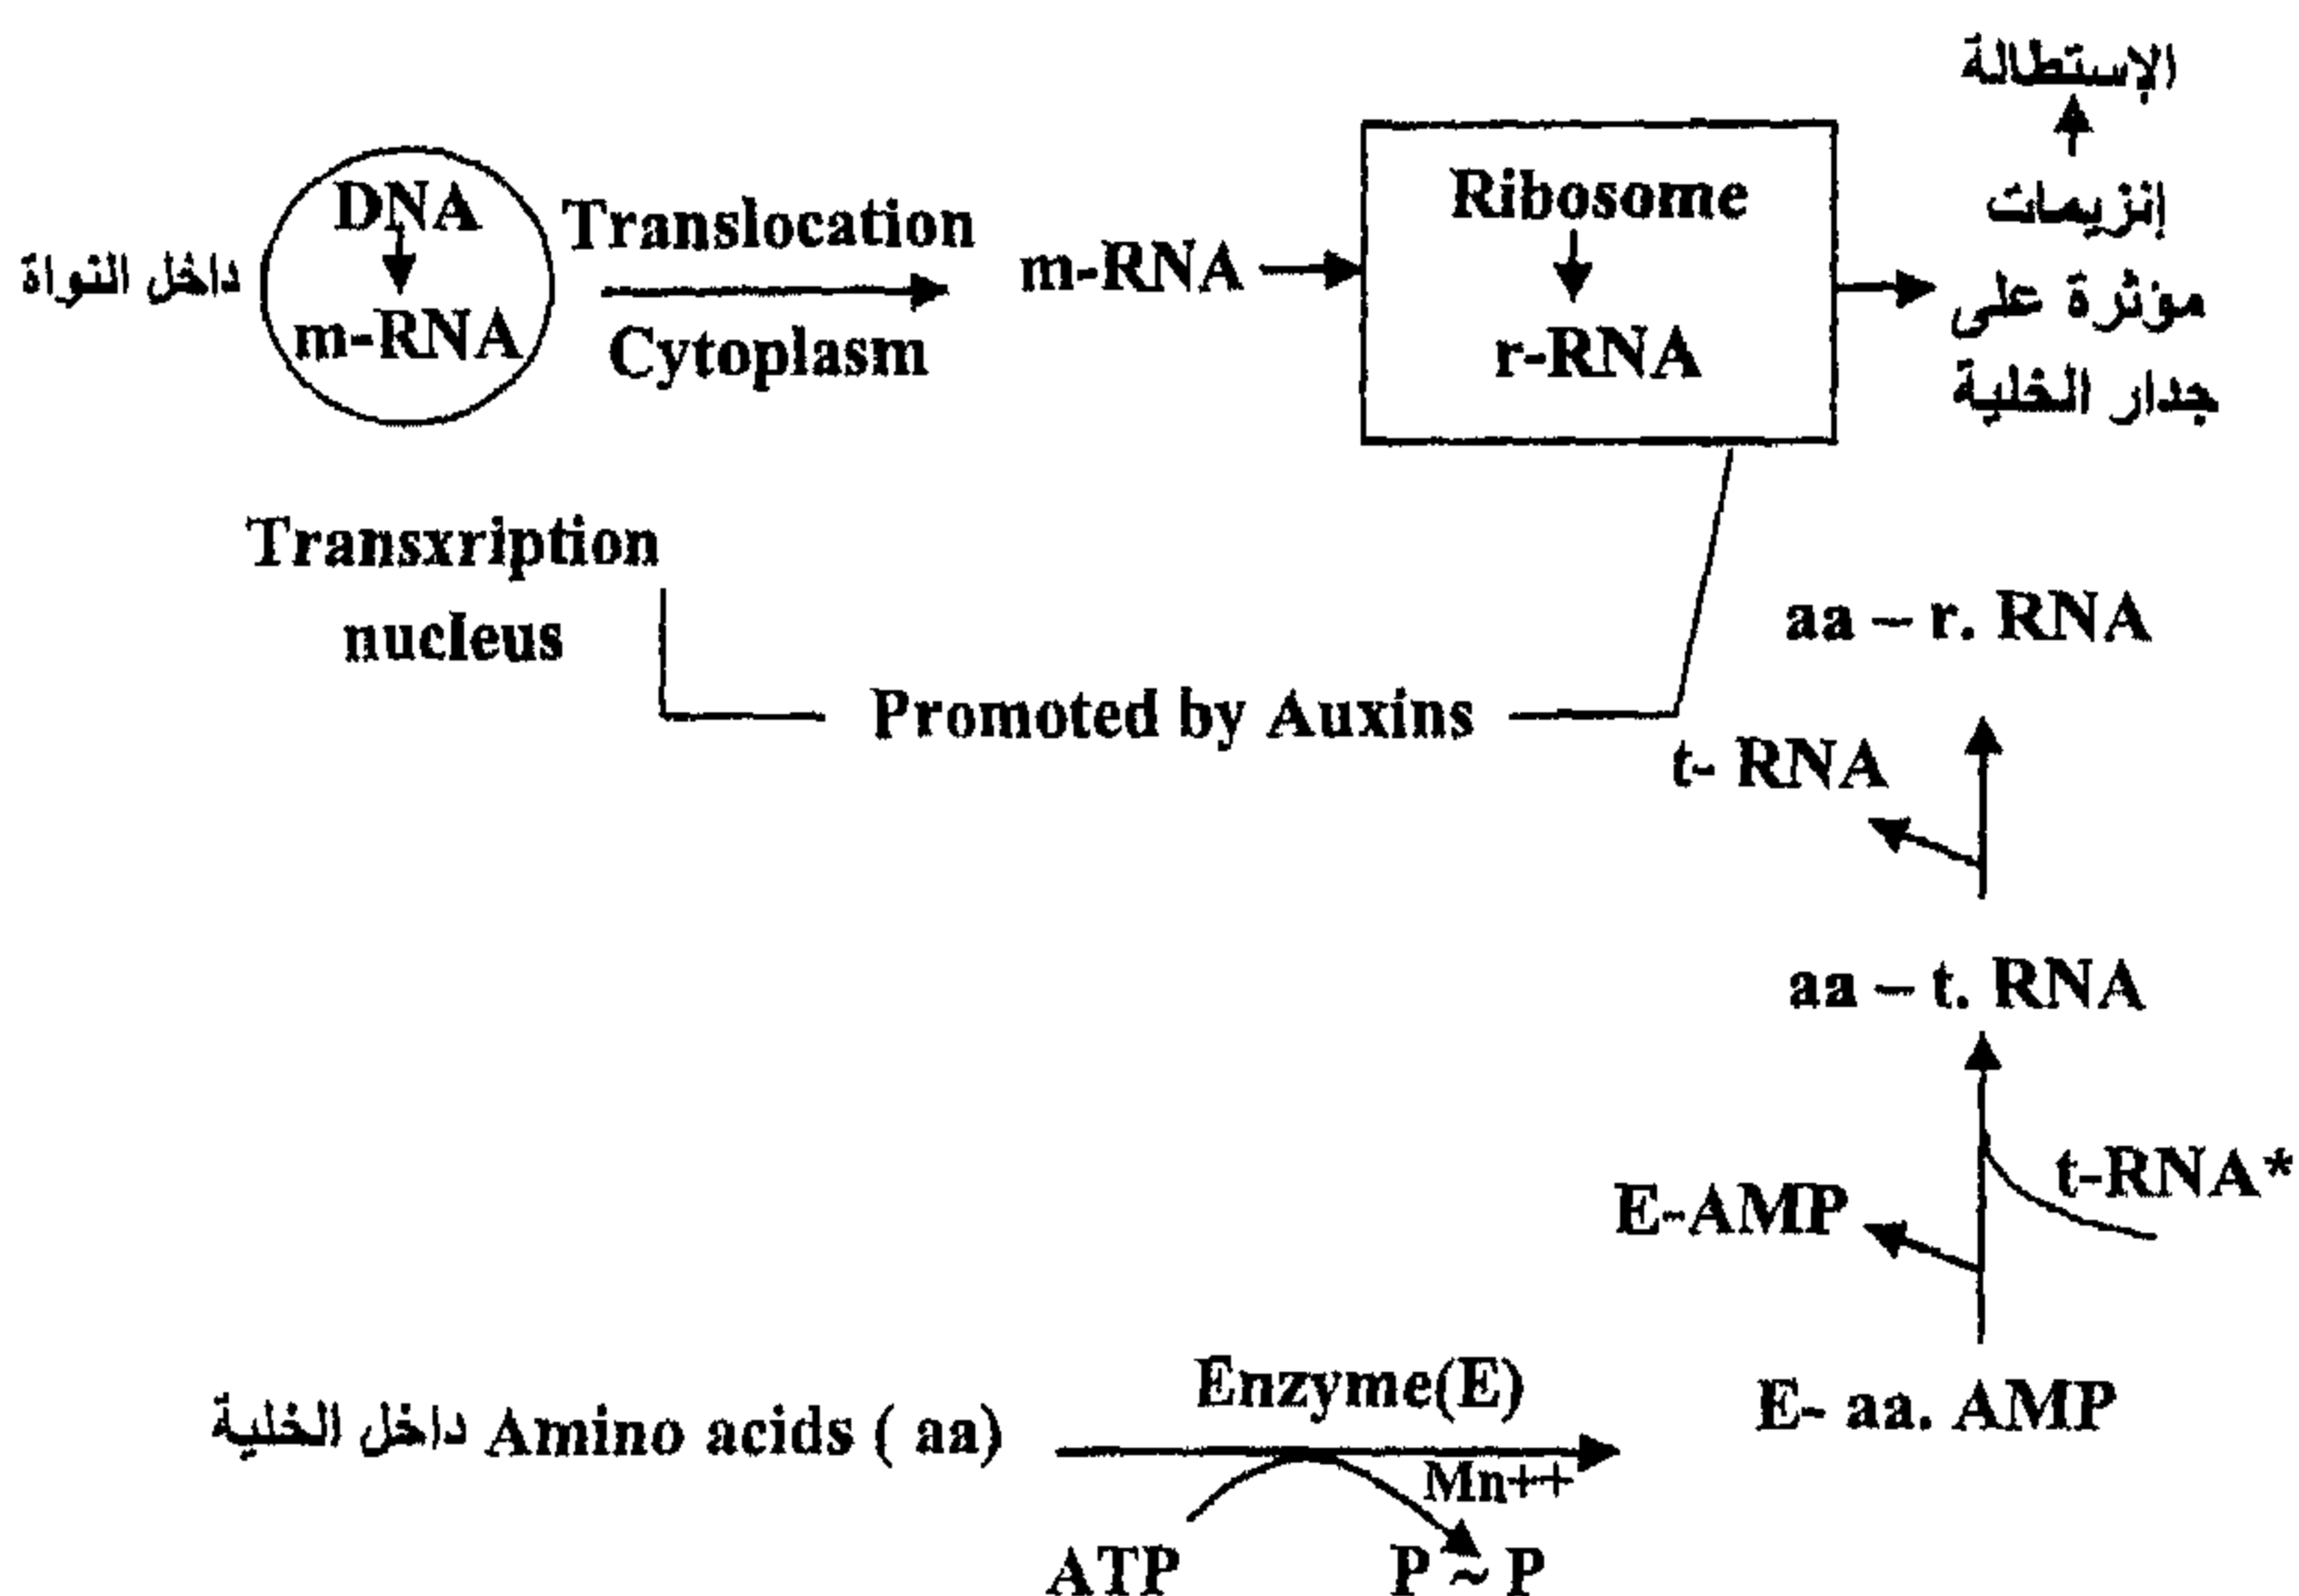 الإستطالة
DNA
Ribosome
إنزيمات
Translocation
داخل النواة
m-RNA
مؤثرة على
m-RNA
Cytoplasm
r-RNA
جدار الخلية
Transxription
nucleus
aa – r. RNA
Promoted by Auxins
t- RNA
aa – t. RNA
t-RNA*
E-AMP
Enzyme(E)
داخل الخلية Amino acids ( aa)
E- aa. AMP
Mn++
ATP
P ~ P